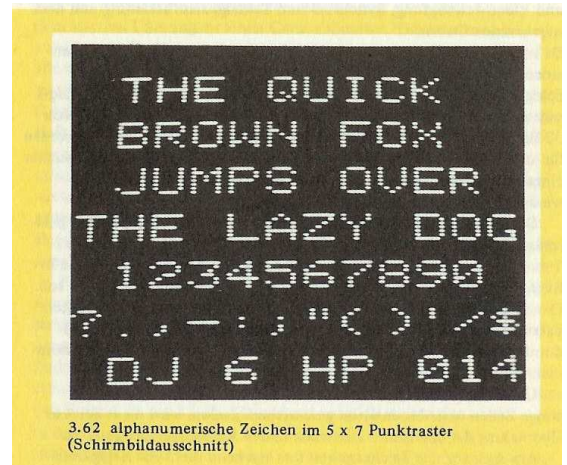 THE QUICK
BROWN FOX
JUMPS OVER
THE LAZY DOG
1234567890
?.,-:;"()'/$
DJ 6 HP 014
3.62 alphanumerische Zeichen im 5 x 7 Punktraster
(Schirmbildausschnitt)